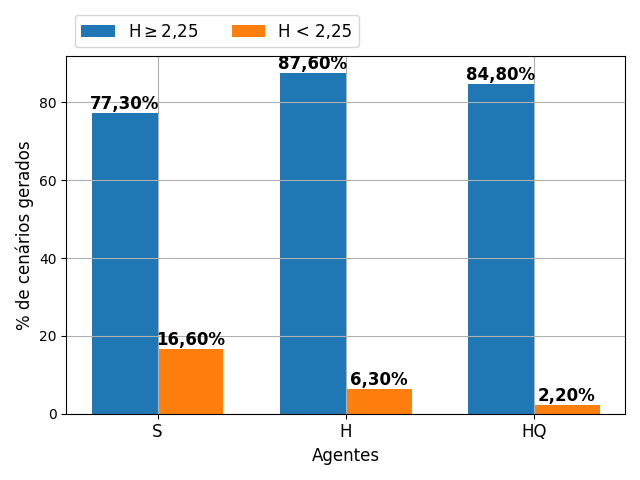 H ≥ 2,25 H < 2,25
87,60%
84,80%
77,30%
16,60%
6,30%
2,20%
% de cenários gerados
80
60
40
20
0
S H HQ
Agentes